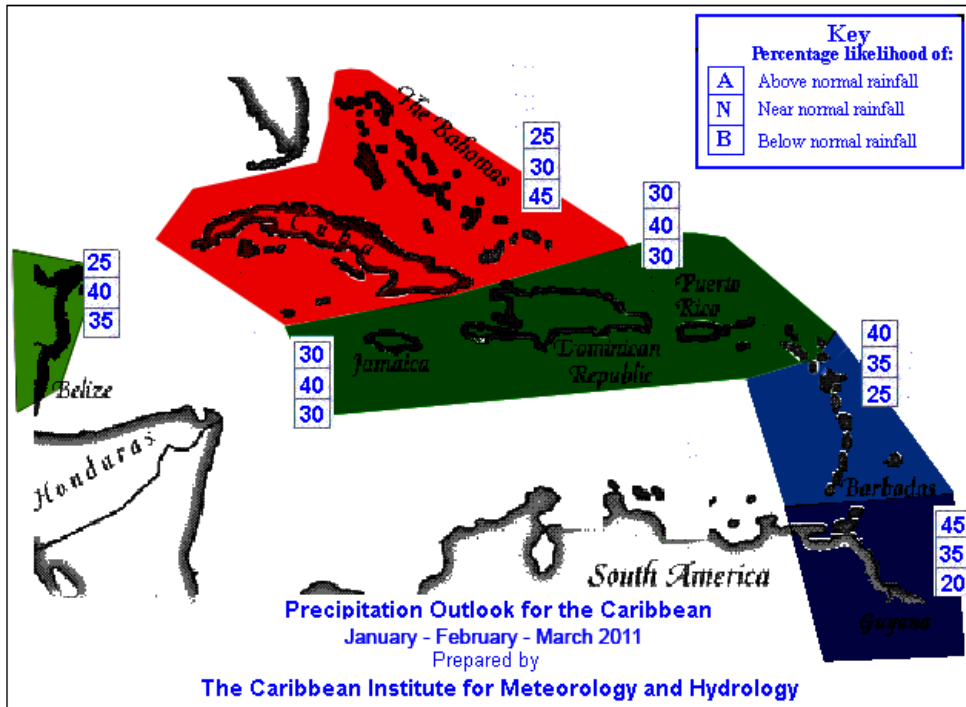 Key
Percentage likelihood of:
A Above normal rainfall
N Near normal rainfall
B Below normal rainfall
The Bahamas
25
30
45
Cuba
30
40
30
25
40
35
Belize
Puerto
Rico
30
40
30
Jamaica
Dominican
Republic
40
35
25
Honduras
Barbados
45
35
20
South America
Guyana
Precipitation Outlook for the Caribbean
January - February - March 2011
Prepared by
The Caribbean Institute for Meteorology and Hydrology